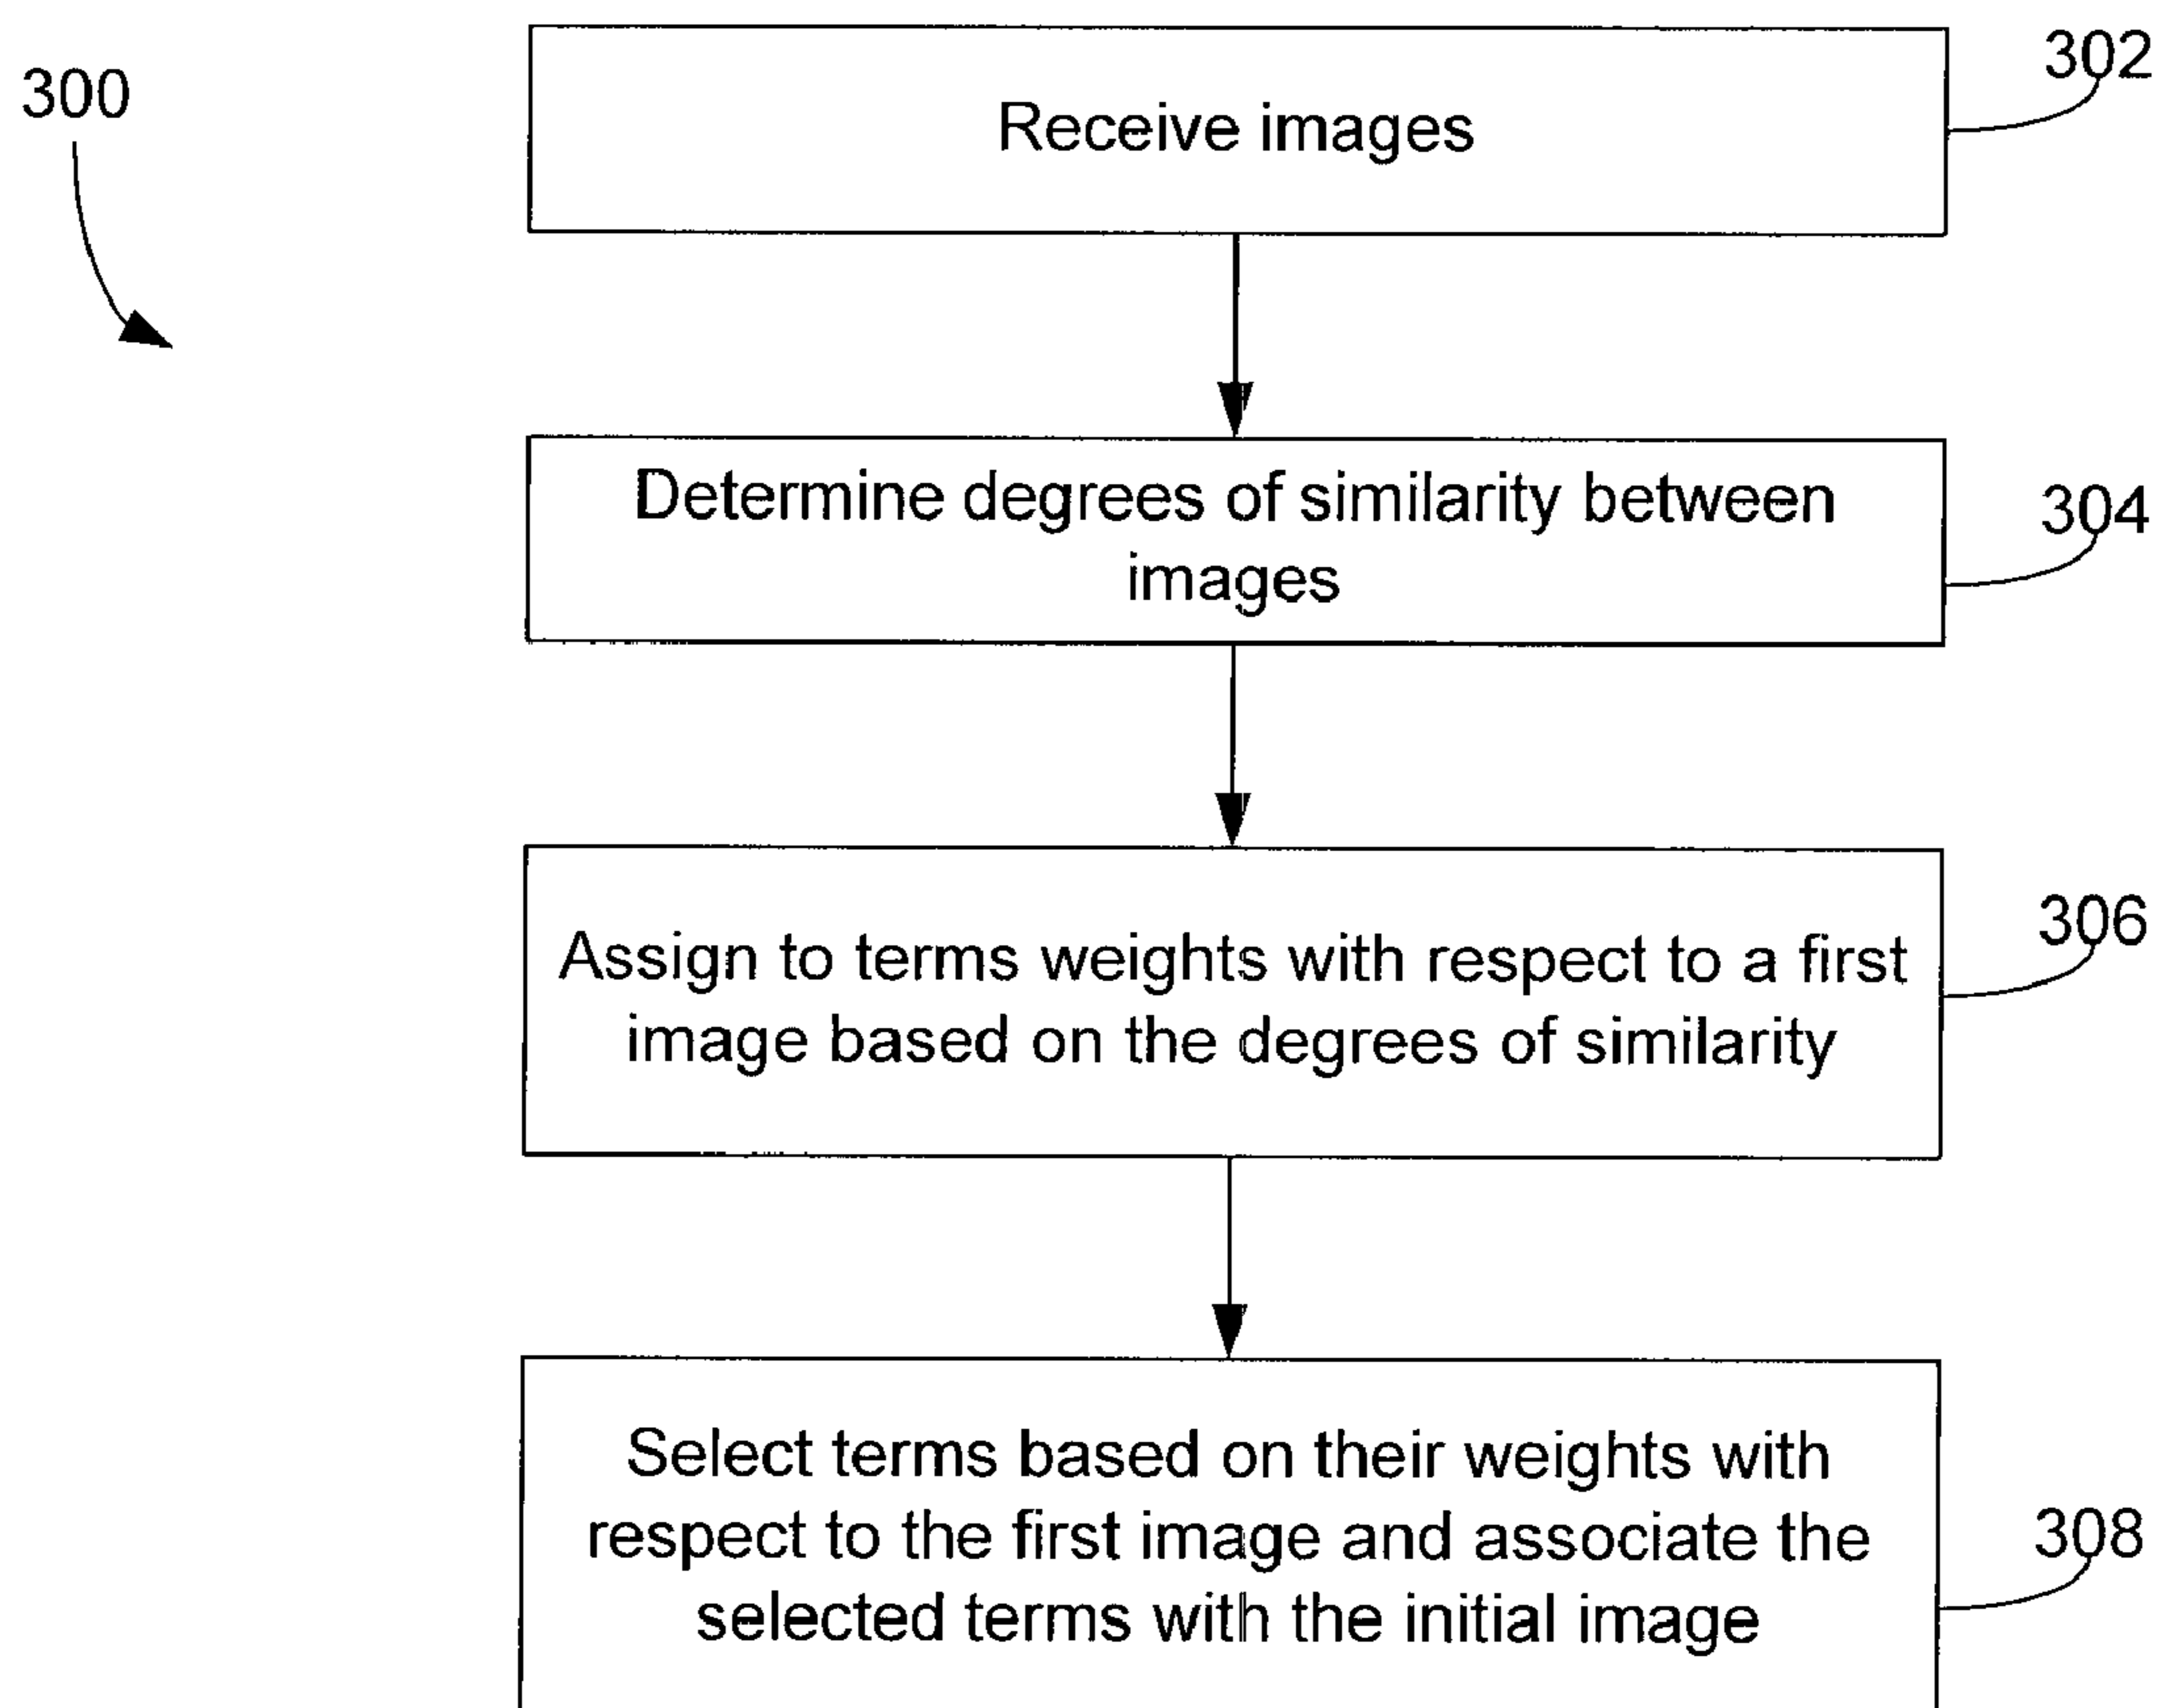 300
Receive images
302
Determine degrees of similarity between
images
304
Assign to terms weights with respect to a first
image based on the degrees of similarity
306
Select terms based on their weights with
respect to the first image and associate the
selected terms with the initial image
308